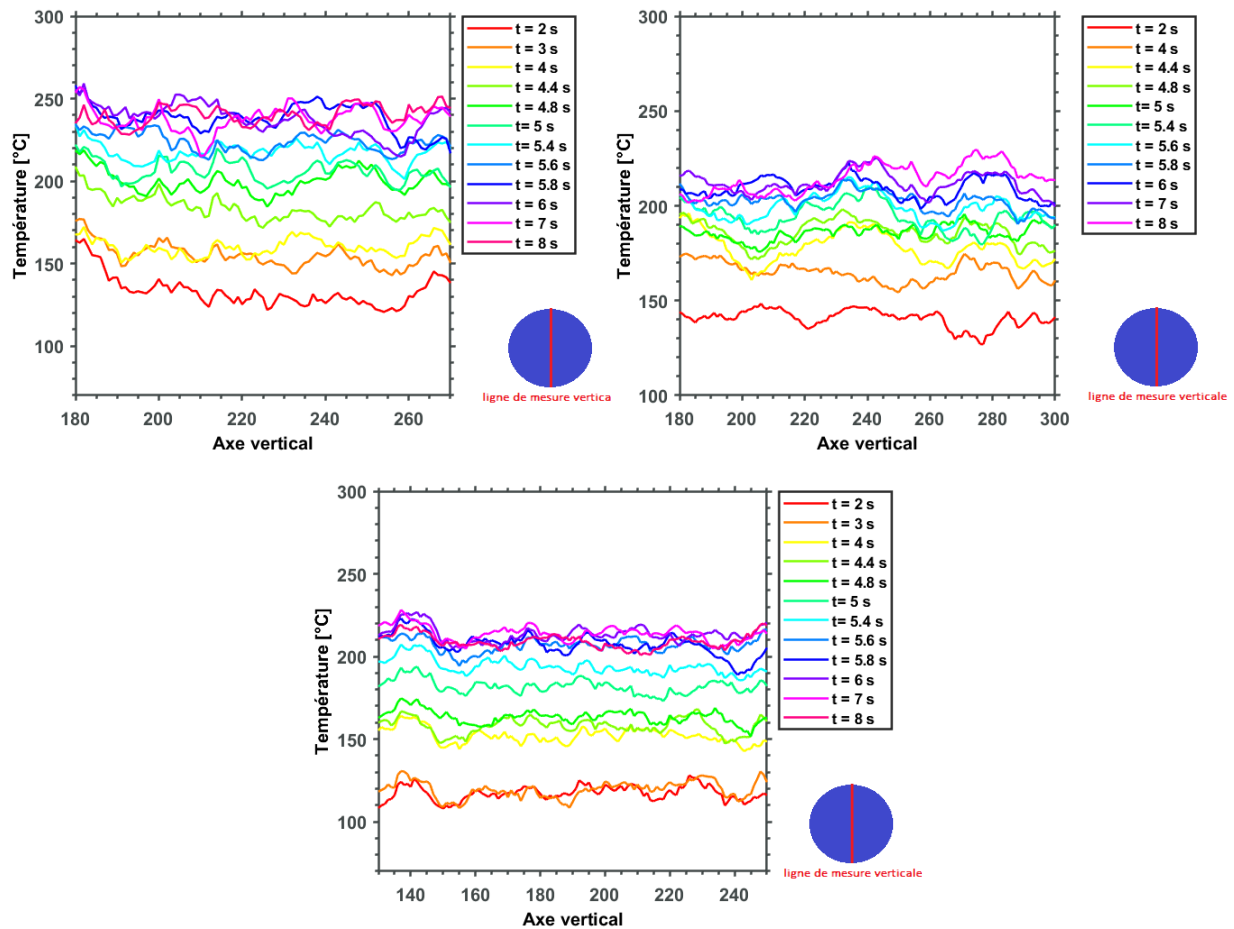 300
250
200
150
100
Température [°C]
180
200
220
240
260
Axe vertical
t = 2 s
t = 3 s
t = 4 s
t = 4.4 s
t = 4.8 s
t= 5 s
t = 5.4 s
t = 5.6 s
t = 5.8 s
t = 6 s
t = 7 s
t = 8 s
ligne de mesure vertica
300
250
200
150
100
Température [°C]
180
200
220
240
260
280
300
Axe vertical
t = 2 s
t = 4 s
t = 4.4 s
t = 4.8 s
t = 5 s
t = 5.4 s
t = 5.6 s
t = 5.8 s
t = 6 s
t = 7 s
t = 8 s
ligne de mesure verticale
300
250
200
150
100
Température [°C]
140
160
180
200
220
240
Axe vertical
t = 2 s
t = 3 s
t = 4 s
t = 4.4 s
t = 4.8 s
t= 5 s
t = 5.4 s
t = 5.6 s
t = 5.8 s
t = 6 s
t = 7 s
t = 8 s
ligne de mesure verticale